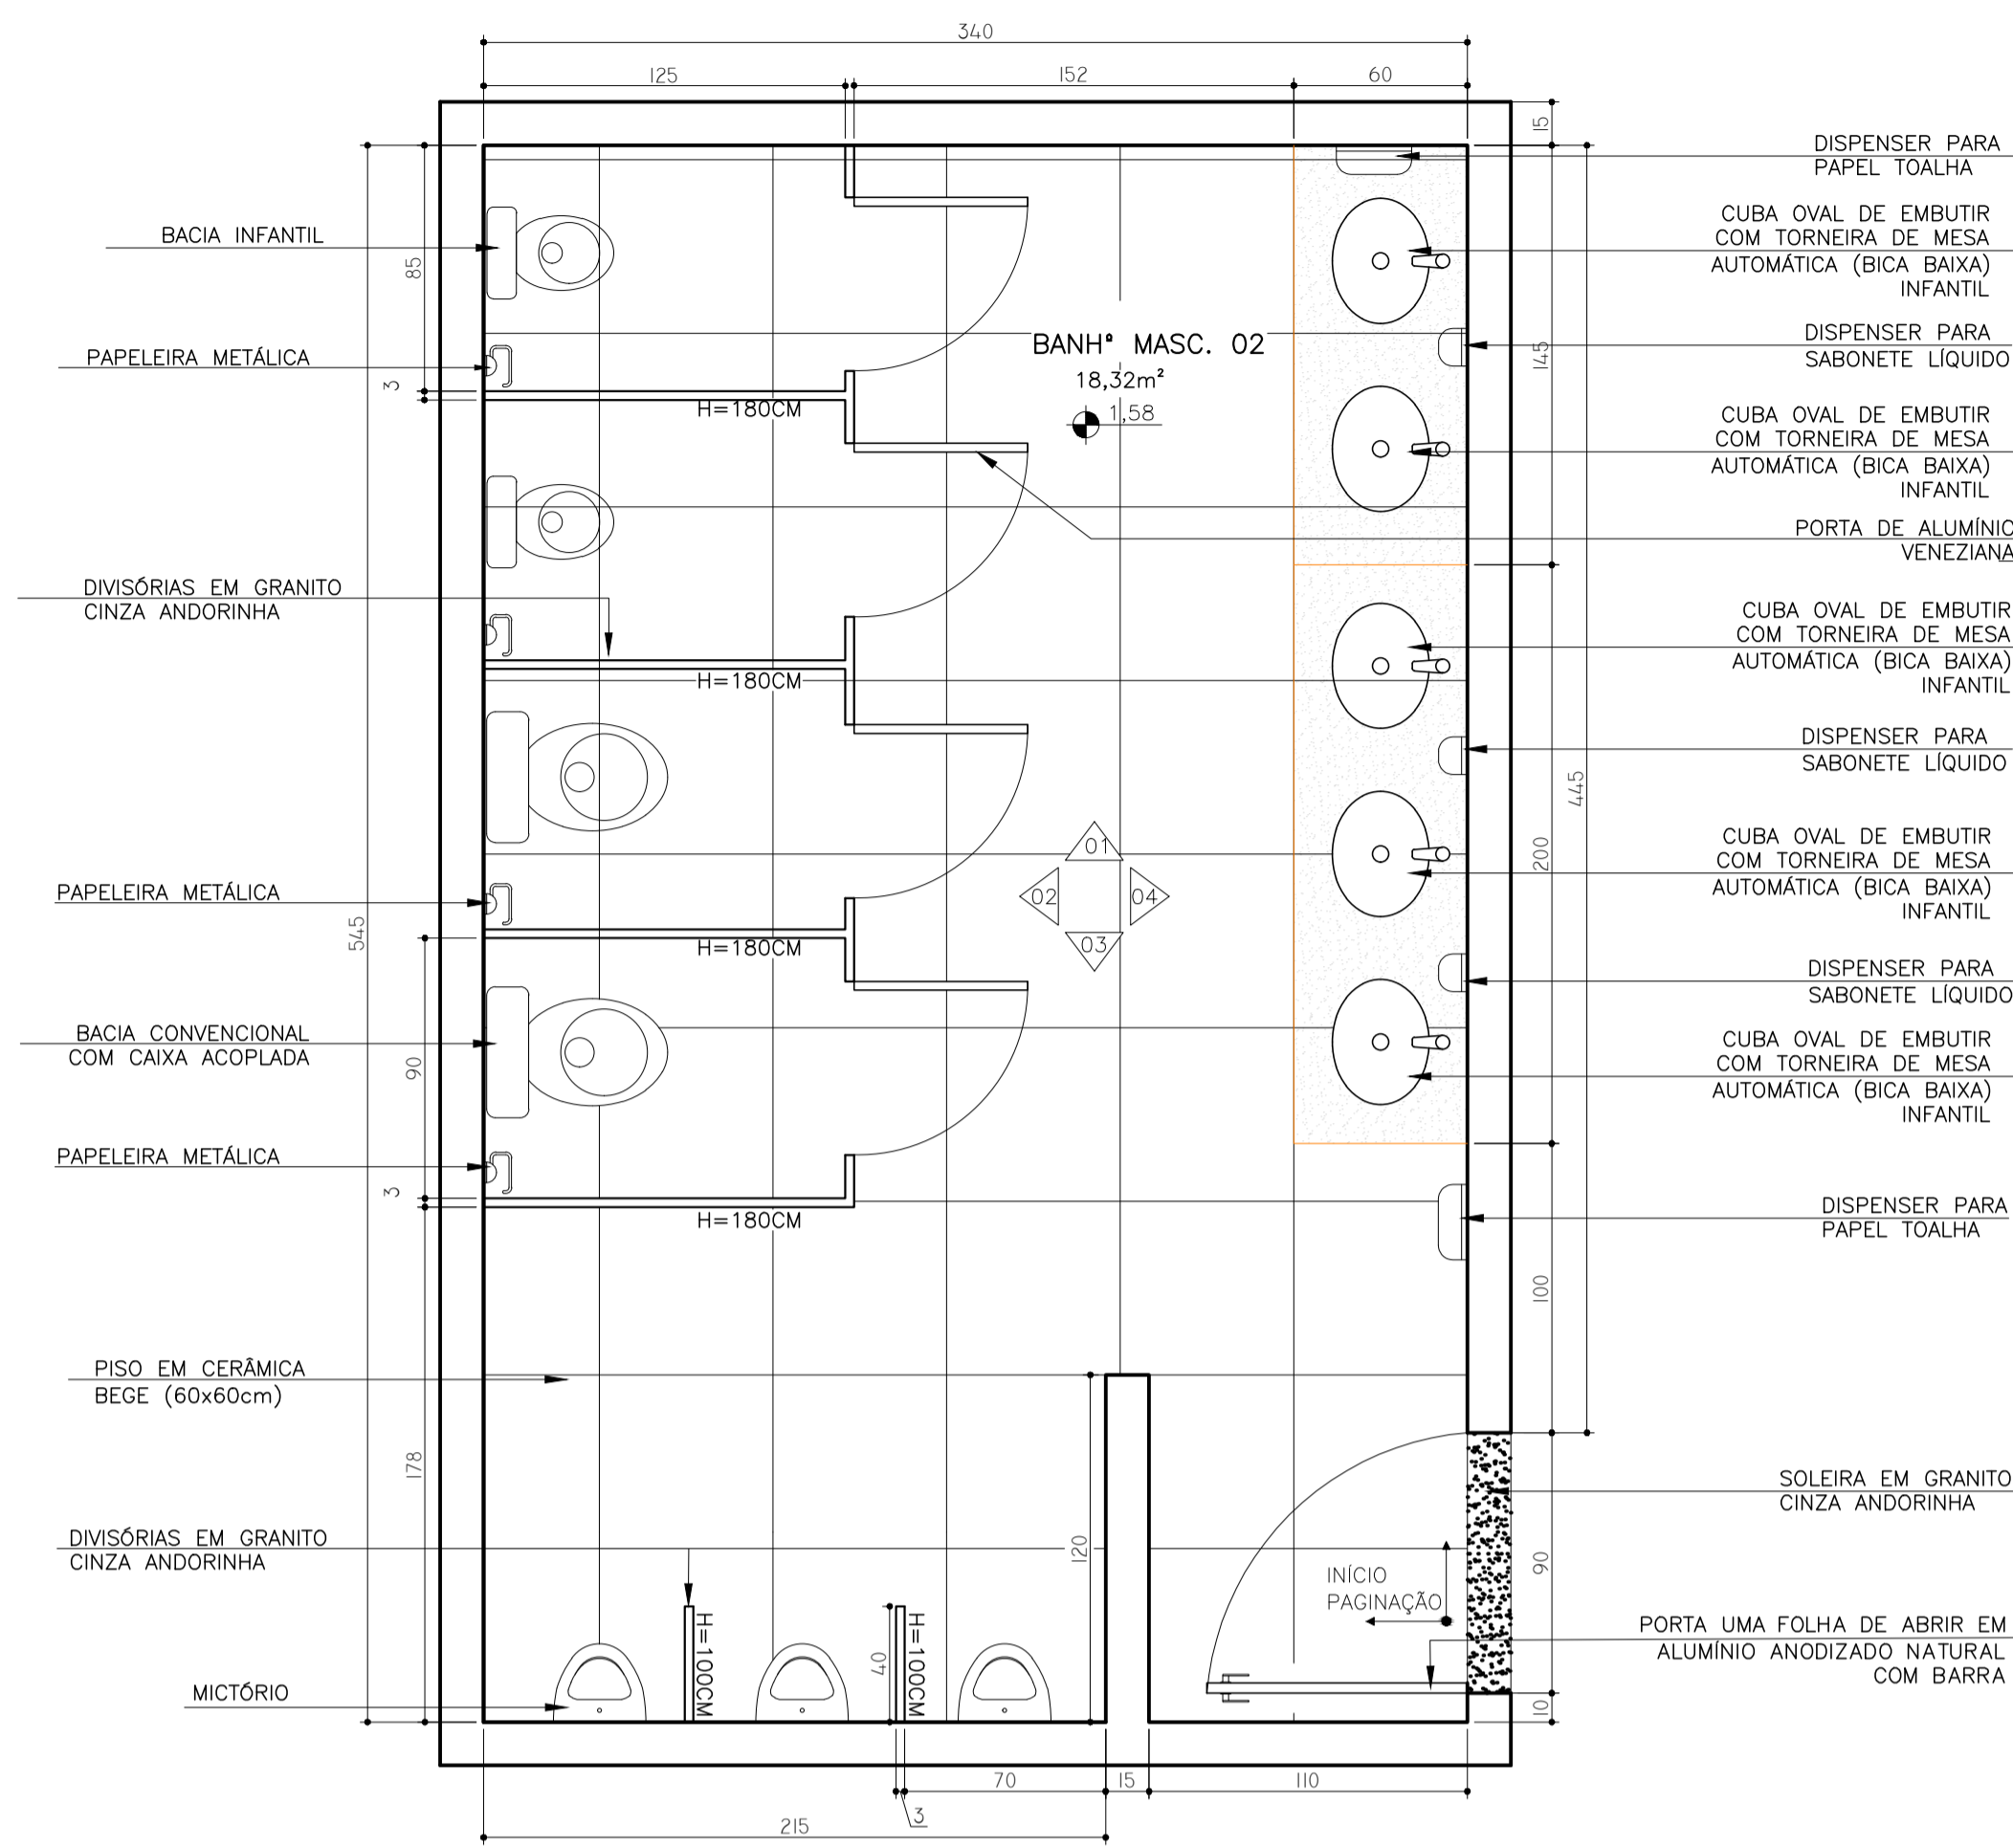 340
125
152
60
15
DISPENSER PARA
PAPEL TOALHA
BACIA INFANTIL
CUBA OVAL DE EMBUTIR
COM TORNEIRA DE MESA
AUTOMÁTICA (BICA BAIXA)
INFANTIL
85
PAPELEIRA METÁLICA
3
BANHº MASC. 02
18,32m²
1,58
145
DISPENSER PARA
SABONETE LÍQUIDO
H=180CM
CUBA OVAL DE EMBUTIR
COM TORNEIRA DE MESA
AUTOMÁTICA (BICA BAIXA)
INFANTIL
PORTA DE ALUMÍNIO
VENEZIANA
DIVISÓRIAS EM GRANITO
CINZA ANDORINHA
CUBA OVAL DE EMBUTIR
COM TORNEIRA DE MESA
AUTOMÁTICA (BICA BAIXA)
INFANTIL
H=180CM
DISPENSER PARA
SABONETE LÍQUIDO
445
01
02
04
03
200
CUBA OVAL DE EMBUTIR
COM TORNEIRA DE MESA
AUTOMÁTICA (BICA BAIXA)
INFANTIL
PAPELEIRA METÁLICA
545
H=180CM
DISPENSER PARA
SABONETE LÍQUIDO
BACIA CONVENCIONAL
COM CAIXA ACOPLADA
90
CUBA OVAL DE EMBUTIR
COM TORNEIRA DE MESA
AUTOMÁTICA (BICA BAIXA)
INFANTIL
PAPELEIRA METÁLICA
3
H=180CM
DISPENSER PARA
PAPEL TOALHA
100
PISO EM CERÂMICA
BEGE (60x60cm)
178
SOLEIRA EM GRANITO
CINZA ANDORINHA
DIVISÓRIAS EM GRANITO
CINZA ANDORINHA
120
90
INÍCIO
PAGINAÇÃO
H=100CM
40
H=100CM
PORTA UMA FOLHA DE ABRIR EM
ALUMÍNIO ANODIZADO NATURAL
COM BARRA
MICTÓRIO
10
70
15
110
3
215